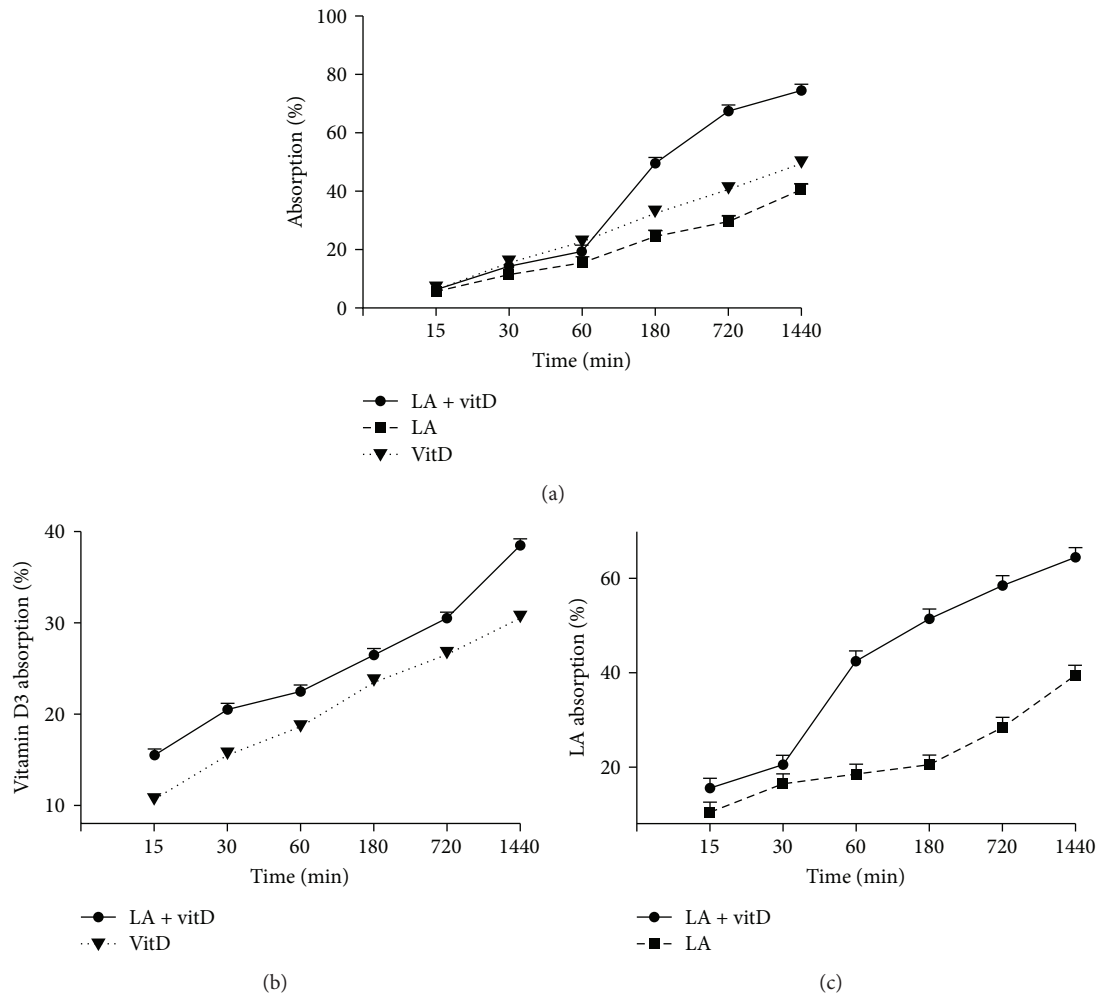 100
80
60
40
20
0
Absorption (%)
15 30 60 180 720 1440
Time (min)
LA + vitD
LA
VitD
(a)
40
30
20
10
Vitamin D3 absorption (%)
15 30 60 180 720 1440
Time (min)
LA + vitD
VitD
(b)
60
40
20
LA absorption (%)
15 30 60 180 720 1440
Time (min)
LA + vitD
LA
(c)